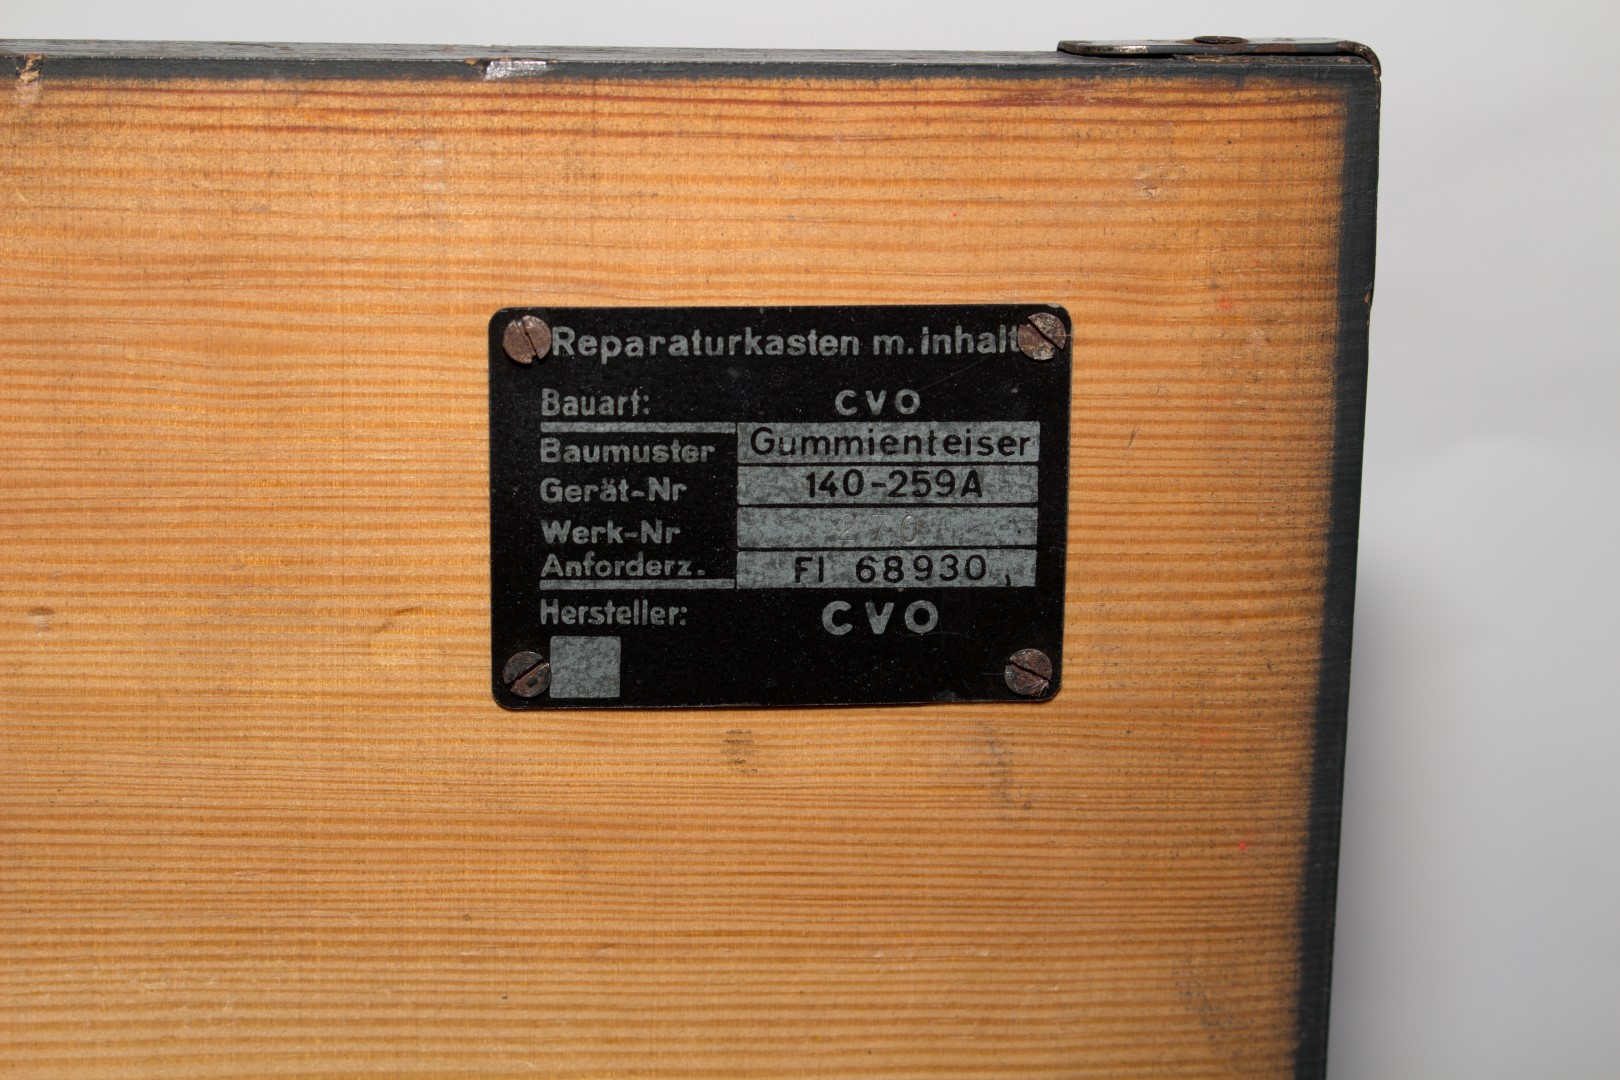 Reparaturkasten m. Inhalt
Bauart: CVO
Baumuster Gummienteiser
Gerät-Nr 140-259A
Werk-Nr
Anforderz. Fl 68930
Hersteller: CVO